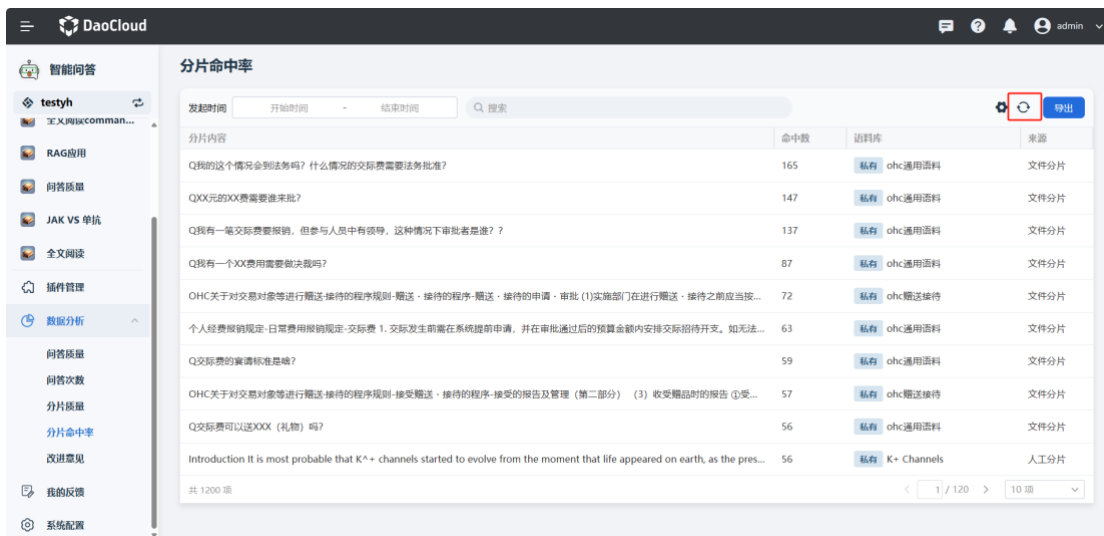 DaoCloud
admin
智能问答
testyh
全文阅读comman...
RAG应用
问答质量
JAK VS 单抗
全文阅读
插件管理
数据分析
问答质量
问答次数
分片质量
分片命中率
改进意见
我的反馈
系统配置
分片命中率
发起时间 开始时间 - 结束时间 搜索 导出
分片内容 命中数 语料库 来源
Q我的这个情况会到法务吗？什么情况的交际费需要法务批准? 165 私有 ohc通用语料 文件分片
QXX元的XX费需要谁来批? 147 私有 ohc通用语料 文件分片
Q我有一笔交际费要报销，但参与人员中有领导，这种情况下审批者是谁？? 137 私有 ohc通用语料 文件分片
Q我有一个XX费用需要做决裁吗? 87 私有 ohc通用语料 文件分片
OHC关于对交易对象等进行赠送·接待的程序规则-赠送 · 接待的程序-赠送 · 接待的申请 · 审批 (1)实施部门在进行赠送 · 接待之前应当按... 72 私有 ohc赠送接待 文件分片
个人经费报销规定-日常费用报销规定-交际费 1. 交际发生前需在系统提前申请，并在审批通过后的预算金额内安排交际招待开支。如无法... 63 私有 ohc通用语料 文件分片
Q交际费的宴请标准是啥? 59 私有 ohc通用语料 文件分片
OHC关于对交易对象等进行赠送·接待的程序规则-接受赠送 · 接待的程序-接受的报告及管理（第二部分） （3）收受赠品时的报告 ①受... 57 私有 ohc赠送接待 文件分片
Q交际费可以送XXX（礼物）吗? 56 私有 ohc通用语料 文件分片
Introduction It is most probable that K^+ channels started to evolve from the moment that life appeared on earth, as the pres... 56 私有 K+ Channels 人工分片
共 1200 项 1 / 120 10 项